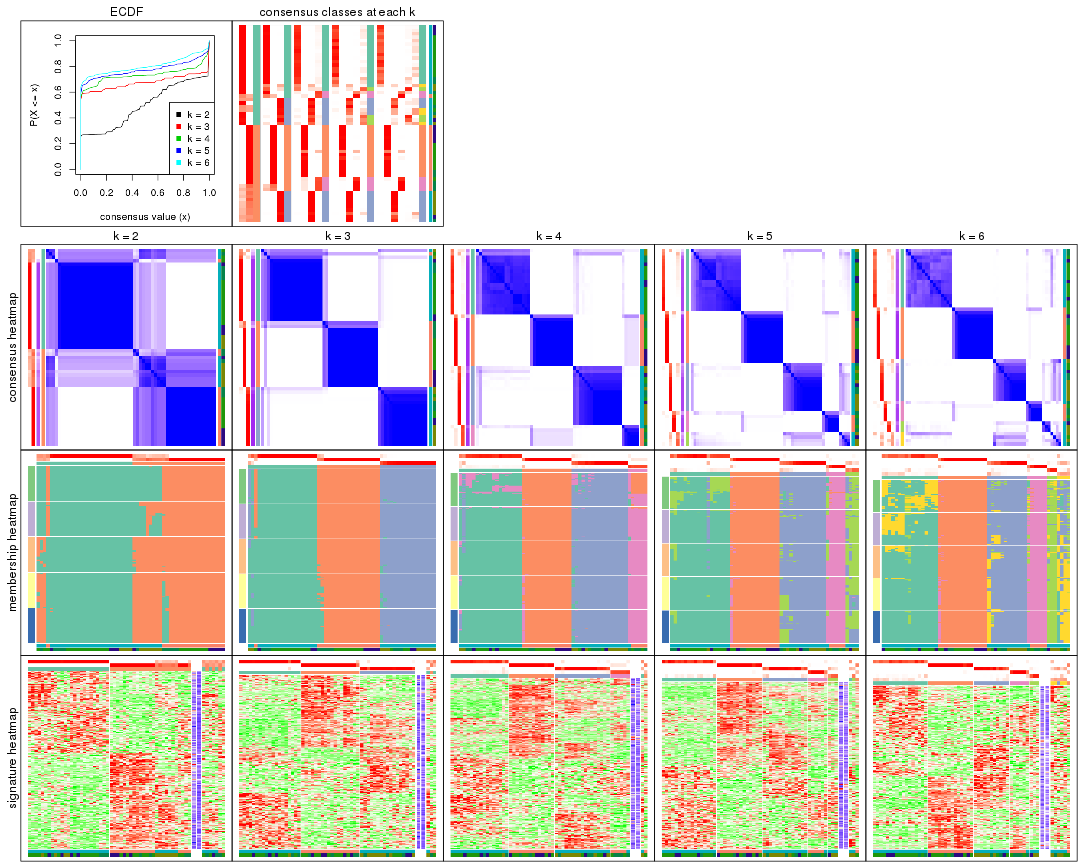 ECDF
consensus classes at each k
P(X <= x)
0.0 0.2 0.4 0.6 0.8 1.0
k = 2
k = 3
k = 4
k = 5
k = 6
0.0 0.2 0.4 0.6 0.8 1.0
consensus value (x)
k = 2
k = 3
k = 4
k = 5
k = 6
consensus heatmap
membership heatmap
signature heatmap